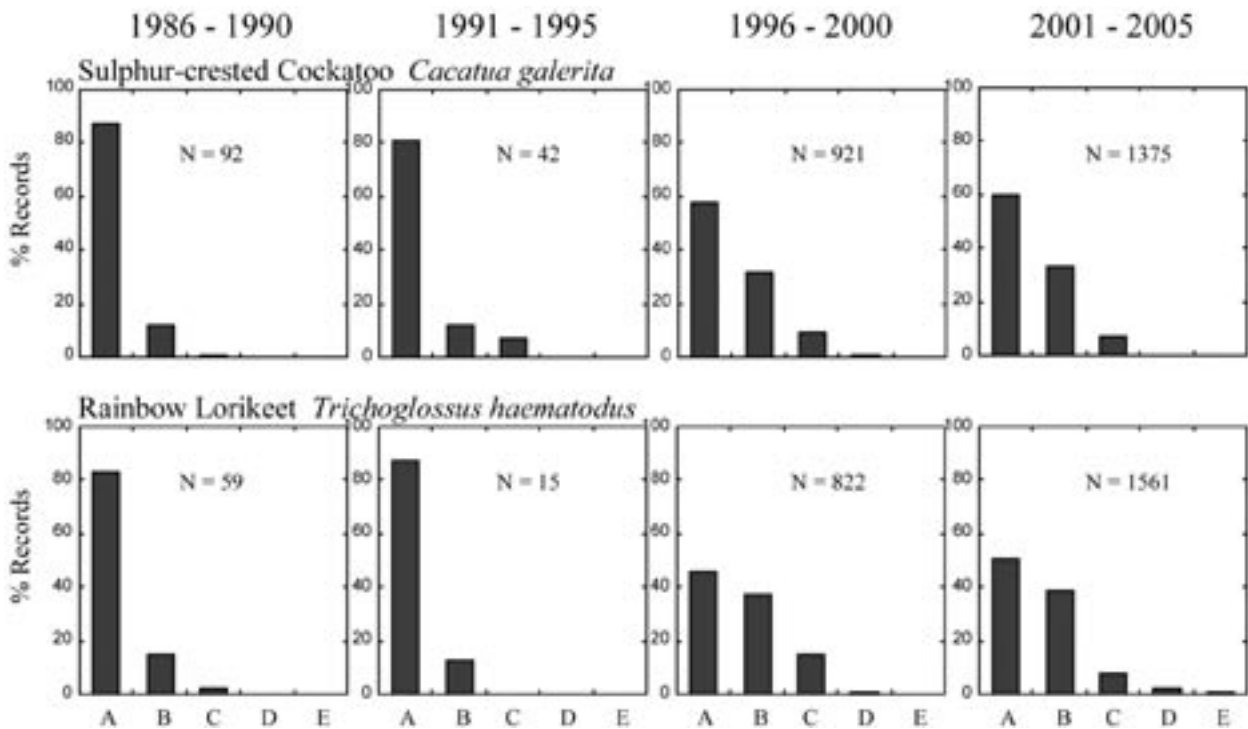 1986 - 1990 1991 - 1995 1996 - 2000 2001 - 2005
Sulphur-crested Cockatoo Cacatua galerita
% Records
100 100 100 100
80 80 80 80
N = 92 N = 42 N = 921 N = 1375
60 60 60 60
40 40 40 40
20 20 20 20
0 0 0 0
Rainbow Lorikeet Trichoglossus haematodus
% Records
100 100 100 100
80 80 80 80
N = 59 N = 15 N = 822 N = 1561
60 60 60 60
40 40 40 40
20 20 20 20
0 0 0 0
A B C D E A B C D E A B C D E A B C D E